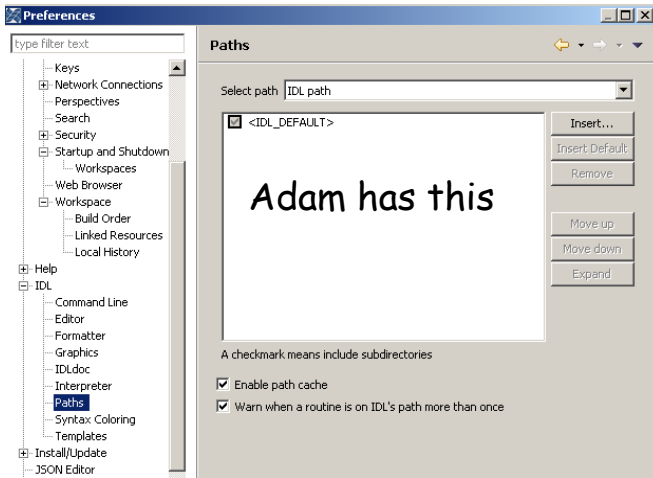 Preferences
type filter text
Paths
Keys
Network Connections
Perspectives
Search
Security
Startup and Shutdown
Workspaces
Web Browser
Workspace
Build Order
Linked Resources
Local History
Help
IDL
Command Line
Editor
Formatter
Graphics
IDLdoc
Interpreter
Paths
Syntax Coloring
Templates
Install/Update
JSON Editor
Select path IDL path
<IDL_DEFAULT>
Adam has this
Insert...
Insert Default
Remove
Move up
Move down
Expand
A checkmark means include subdirectories
Enable path cache
Warn when a routine is on IDL's path more than once